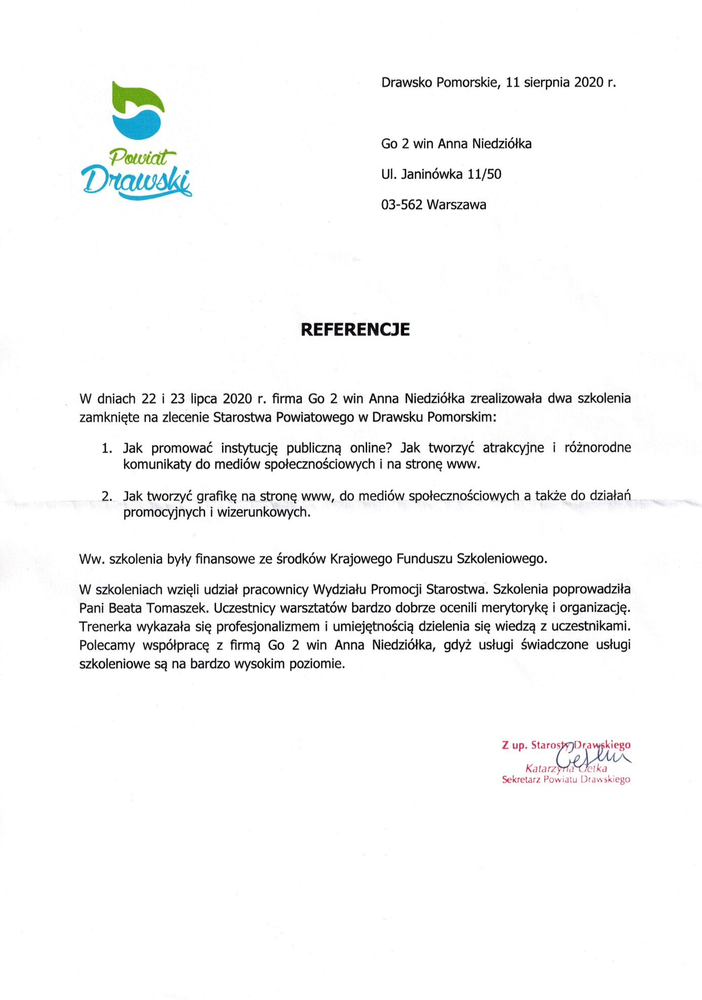 Drawsko Pomorskie, 11 sierpnia 2020 r.
Powiat
Drawski
Go 2 win Anna Niedziółka
Ul. Janinówka 11/50
03-562 Warszawa
REFERENCJE
W dniach 22 i 23 lipca 2020 r. firma Go 2 win Anna Niedziółka zrealizowała dwa szkolenia
zamknięte na zlecenie Starostwa Powiatowego w Drawsku Pomorskim:
1. Jak promować instytucję publiczną online? Jak tworzyć atrakcyjne i różnorodne
komunikaty do mediów społecznościowych i na stronę www.
2. Jak tworzyć grafikę na stronę www, do mediów społecznościowych a także do działań
promocyjnych i wizerunkowych.
Ww. szkolenia były finansowe ze środków Krajowego Funduszu Szkoleniowego.
W szkoleniach wzięli udział pracownicy Wydziału Promocji Starostwa. Szkolenia poprowadziła
Pani Beata Tomaszek. Uczestnicy warsztatów bardzo dobrze ocenili merytorykę i organizację.
Trenerka wykazała się profesjonalizmem i umiejętnością dzielenia się wiedzą z uczestnikami.
Polecamy współpracę z firmą Go 2 win Anna Niedziółka, gdyż usługi świadczone usługi
szkoleniowe są na bardzo wysokim poziomie.
Z up. Starosty Drawskiego
Katarzyna Getka
Sekretarz Powiatu Drawskiego